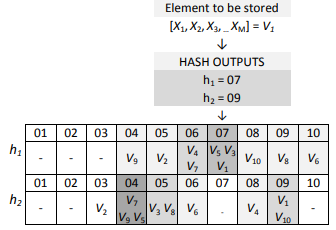 Element to be stored
[X1, X2, X3, _ XM] = V1
↓
HASH OUTPUTS
h1 = 07
h2 = 09
↓
01 02 03 04 05 06 07 08 09 10
h1 - - - V9 V2 V4 V7 V5 V3 V1 V10 V8 V6
01 02 03 04 05 06 07 08 09 10
h2 - - V2 V7 V9 V5 V3 V8 V6 - V4 V1 V10 -